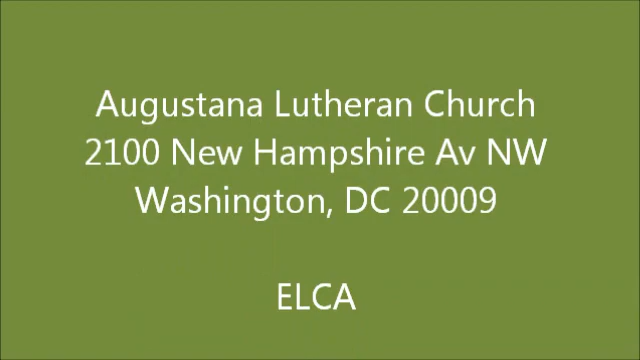 Augustana Lutheran Church
2100 New Hampshire Av NW
Washington, DC 20009
ELCA